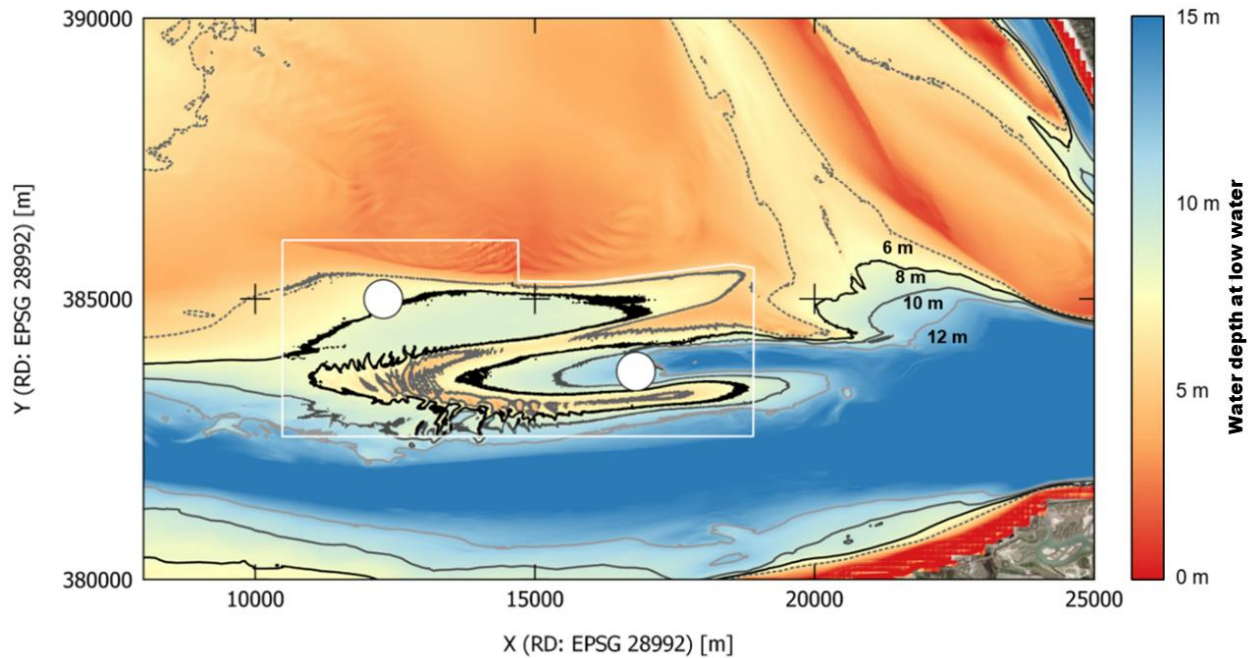 390000
385000
380000
Y (RD: EPSG 28992) [m]
6 m
8 m
10 m
12 m
10000
15000
20000
25000
X (RD: EPSG 28992) [m]
15 m
10 m
5 m
0 m
Water depth at low water